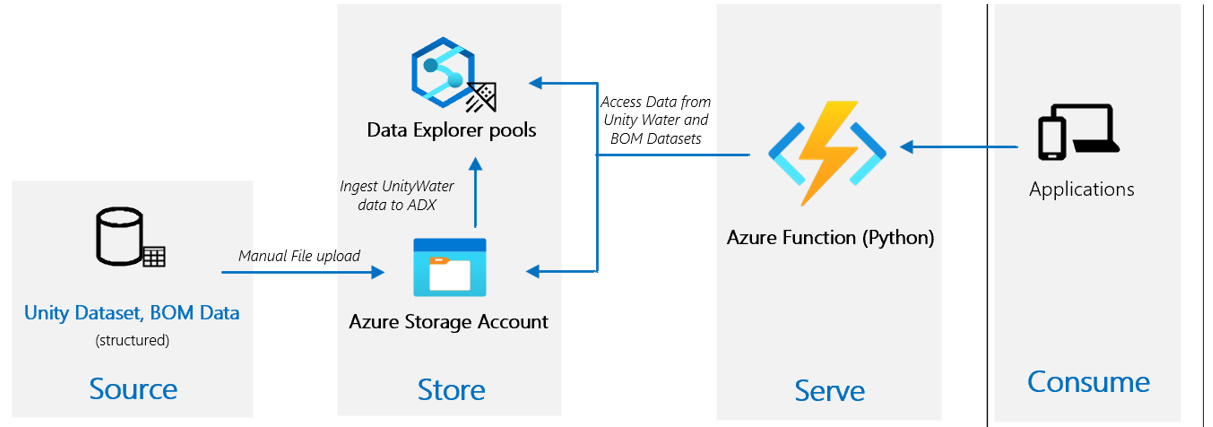 Unity Dataset, BOM Data
(structured)
Source
Manual File upload
Data Explorer pools
Ingest UnityWater
data to ADX
Azure Storage Account
Store
Access Data from
Unity Water and
BOM Datasets
Azure Function (Python)
Serve
Applications
Consume